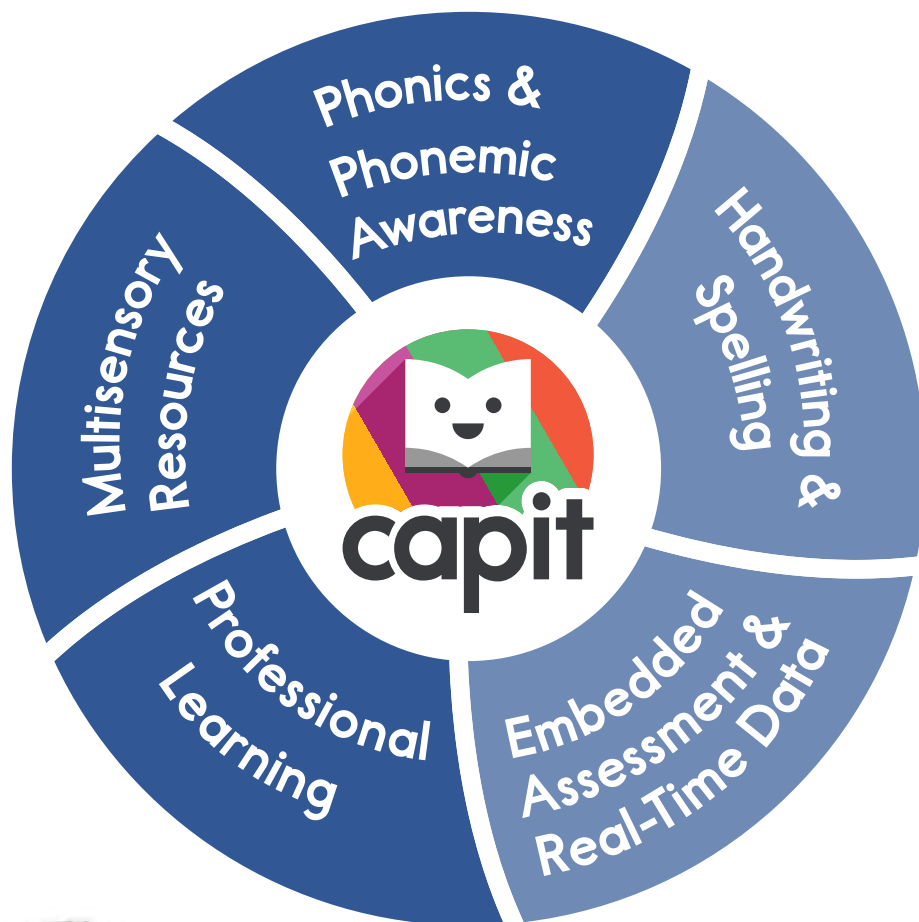 Phonics &
Phonemic
Awareness
Handwriting &
Spelling
Embedded
Assessment &
Real-Time Data
Professional
Learning
Multisensory
Resources
capit